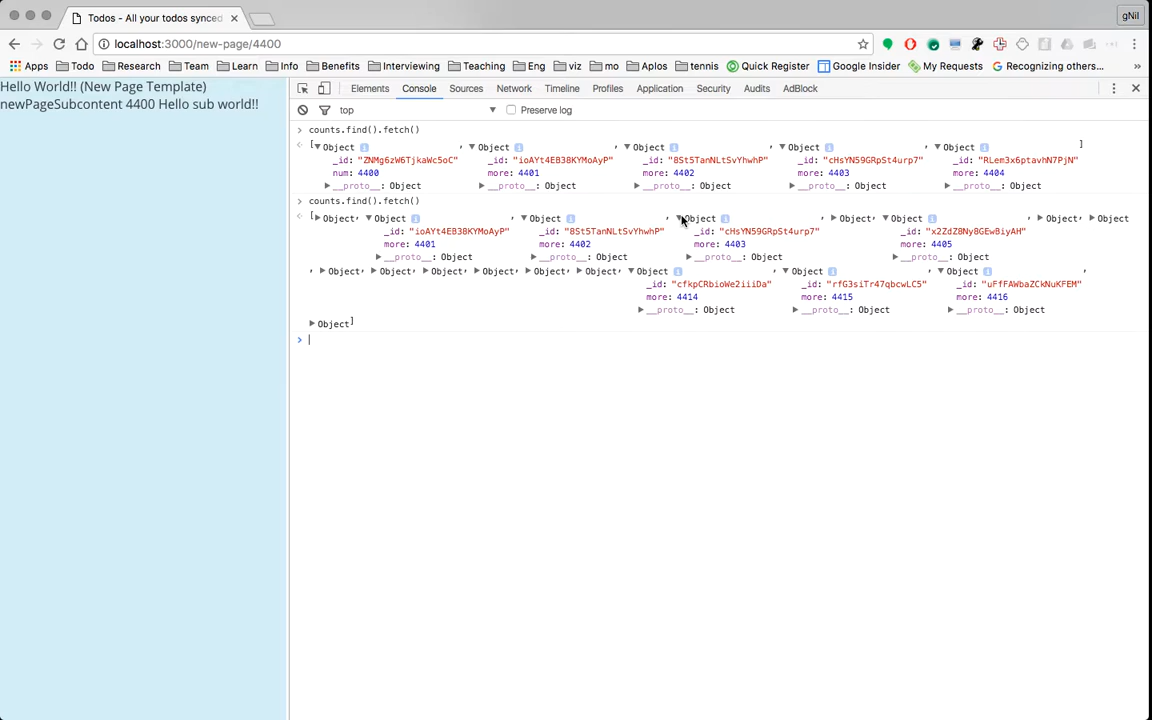 Todos - All your todos synced
gNil
localhost:3000/new-page/4400
Apps Todo Research Team Learn Info Benefits Interviewing Teaching Eng viz mo Aplos tennis Quick Register Google Insider My Requests Recognizing others...
Hello World!! (New Page Template)
newPageSubcontent 4400 Hello sub world!!
Elements Console Sources Network Timeline Profiles Application Security Audits AdBlock
top Preserve log
counts.find().fetch()
[Object , Object , Object , Object , Object ]
_id: "ZNMg6zW6TjkaWc5oC" _id: "ioAYt4EB38KYMoAyP" _id: "8St5TanNLtSvYhwhP" _id: "cHsYN59GRpSt4urp7" _id: "RLem3x6ptavhN7PjN"
num: 4400 more: 4401 more: 4402 more: 4403 more: 4404
__proto__: Object __proto__: Object __proto__: Object __proto__: Object __proto__: Object
counts.find().fetch()
[Object, Object , Object , Object , Object, Object , Object, Object
_id: "ioAYt4EB38KYMoAyP" _id: "8St5TanNLtSvYhwhP" _id: "cHsYN59GRpSt4urp7" _id: "x2ZdZ8Ny8GEw8iyAH"
more: 4401 more: 4402 more: 4403 more: 4405
__proto__: Object __proto__: Object __proto__: Object __proto__: Object
, Object, Object, Object, Object, Object, Object, Object , Object , Object ,
_id: "cfkpCRbioWe2iiiDa" _id: "rfG3siTr47qbcwLC5" _id: "uFfFAWbaZCkNuKFEM"
more: 4414 more: 4415 more: 4416
__proto__: Object __proto__: Object __proto__: Object
Object]